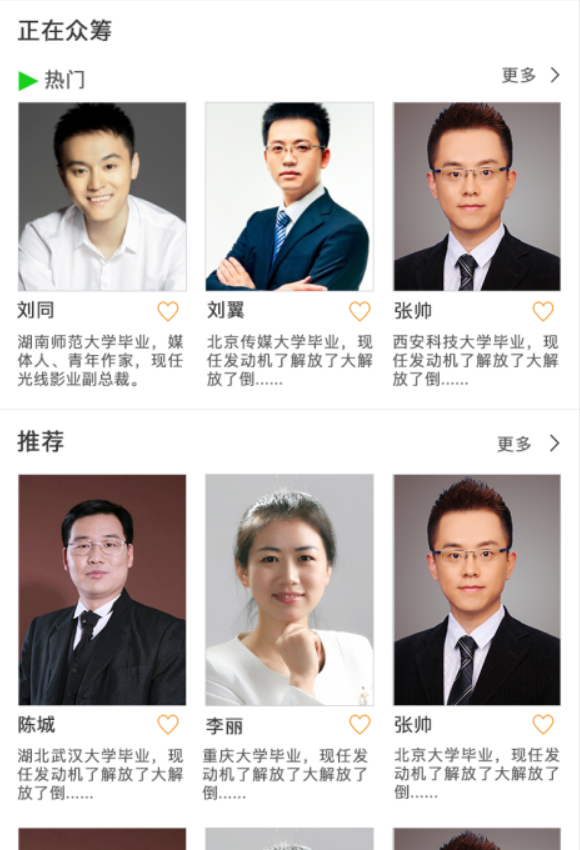 正在众筹
热门
更多
刘同
刘翼
张帅
湖南师范大学毕业，媒
体人、青年作家，现任
光线影业副总裁。
北京传媒大学毕业，现
任发动机了解放了大解
放了倒......
西安科技大学毕业，现
任发动机了解放了大解
放了倒......
推荐
更多
陈城
李丽
张帅
湖北武汉大学毕业，现
任发动机了解放了大解
放了倒......
重庆大学毕业，现任发
动机了解放了大解放了
倒......
北京大学毕业，现任发
动机了解放了大解放了
倒......